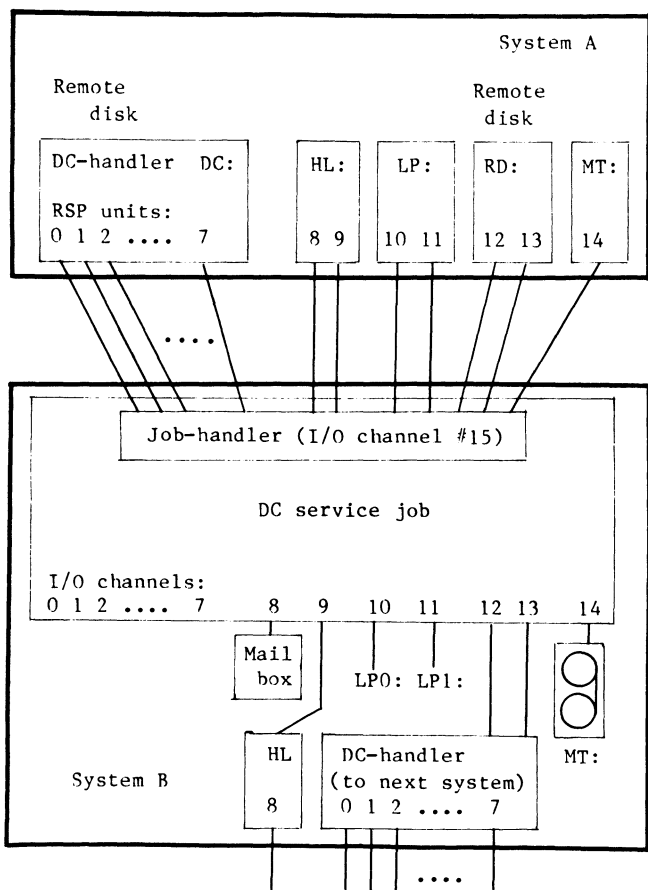 System A
Remote
disk
Remote
disk
DC-handler DC:
HL:
LP:
RD:
MT:
RSP units:
0 1 2 .... 7
8 9
10 11
12 13
14
....
Job-handler (I/O channel #15)
DC service job
I/O channels:
0 1 2 .... 7 8 9 10 11 12 13 14
Mail
box
LP0: LP1:
MT:
HL
8
DC-handler
(to next system)
0 1 2 .... 7
System B
....